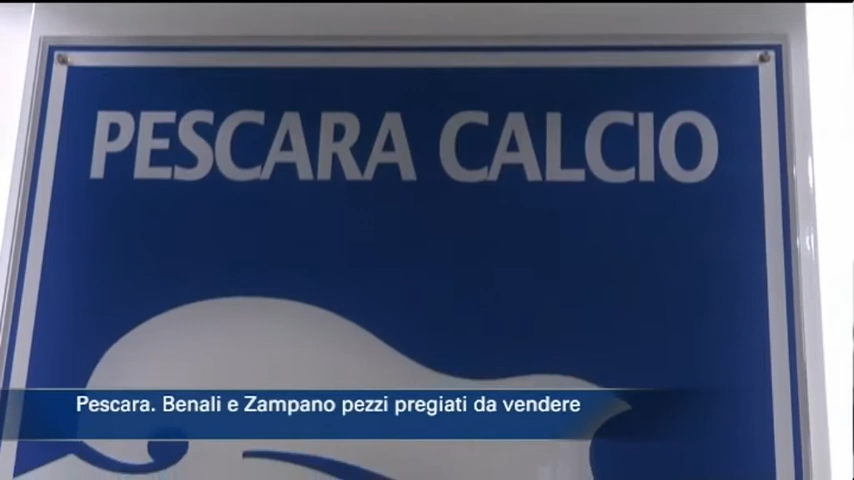 PESCARA CALCIO
Pescara. Benali e Zampano pezzi pregiati da vendere